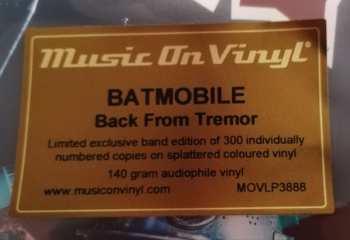 Music On Vinyl®
BATMOBILE
Back From Tremor
Limited exclusive band edition of 300 individually
numbered copies on splattered coloured vinyl
140 gram audiophile vinyl
www.musiconvinyl.com MOVLP3888